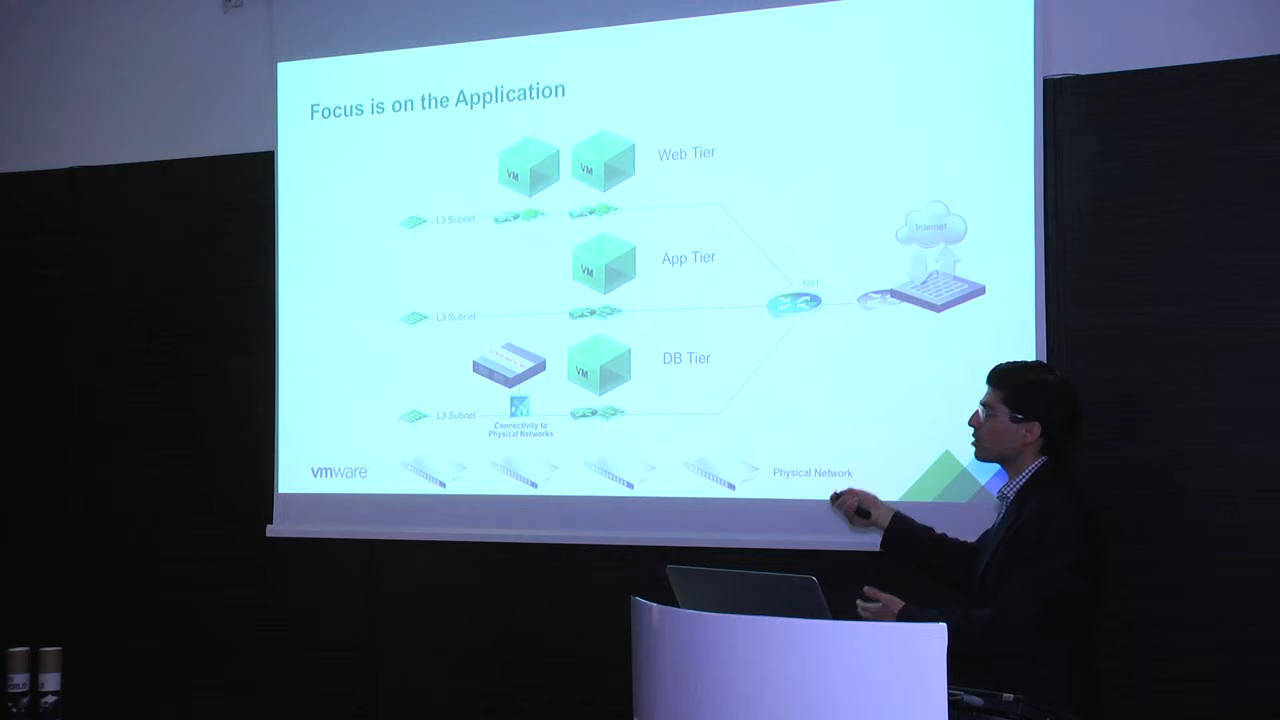 Focus is on the Application
VM
VM
Web Tier
L3 Subnet
Internet
VM
App Tier
NAT
L3 Subnet
ORACLE
VM
DB Tier
L3 Subnet
Connectivity to
Physical Networks
vmware
Physical Network